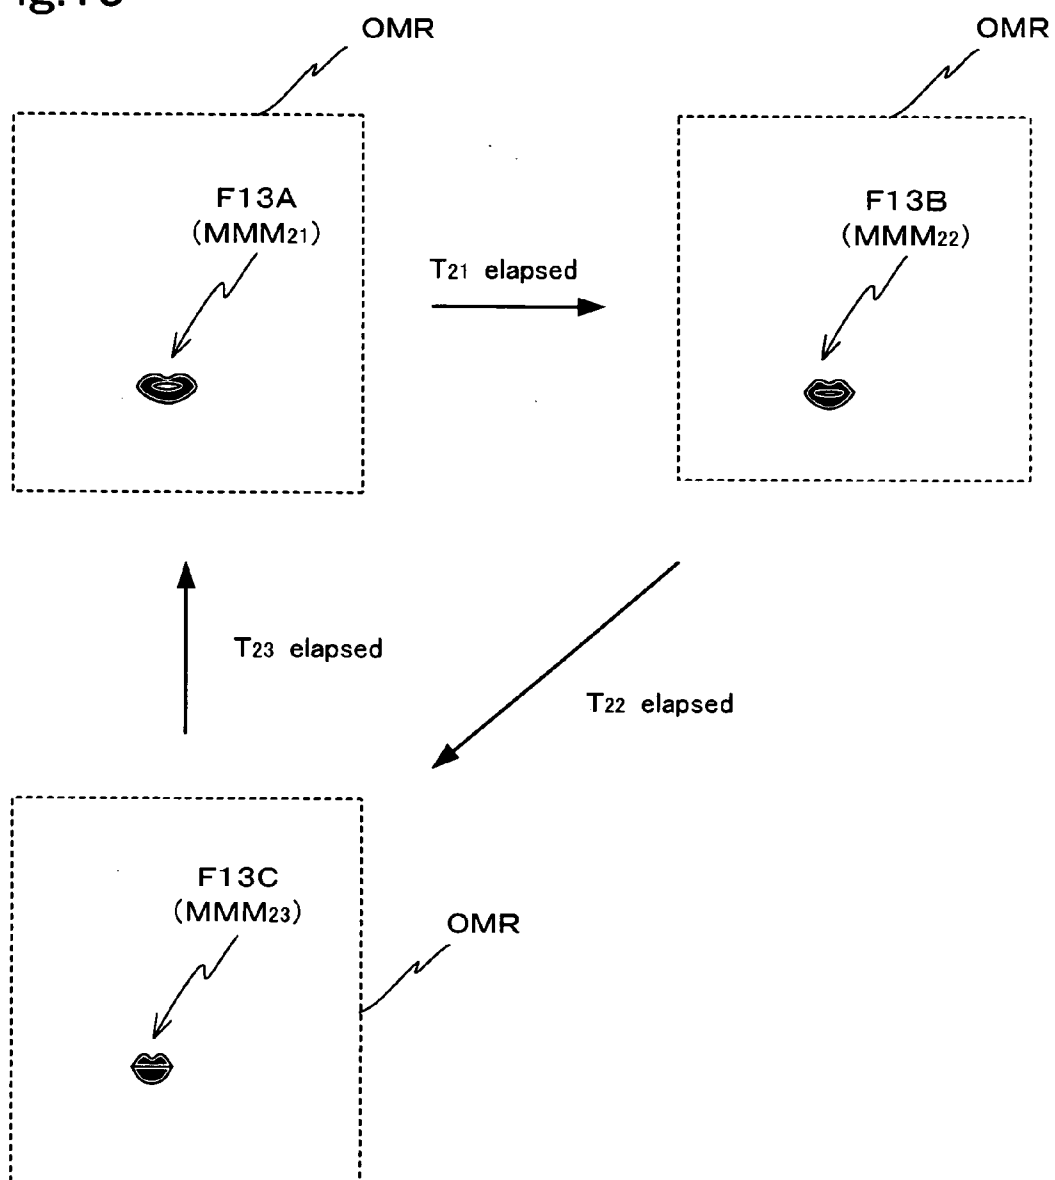 OMR
OMR
F13A
(MMM21)
F13B
(MMM22)
T21 elapsed
T23 elapsed
T22 elapsed
F13C
(MMM23)
OMR